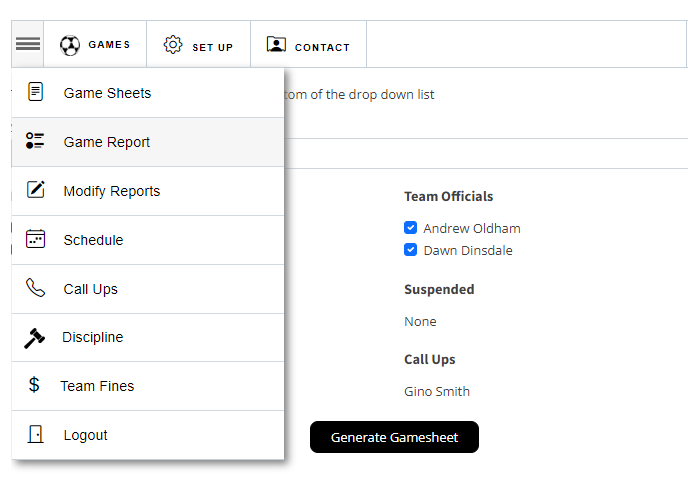 GAMES
SET UP
CONTACT
Game Sheets
om of the drop down list
Game Report
Modify Reports
Schedule
Call Ups
Discipline
Team Fines
Logout
Team Officials
Andrew Oldham
Dawn Dinsdale
Suspended
None
Call Ups
Gino Smith
Generate Gamesheet